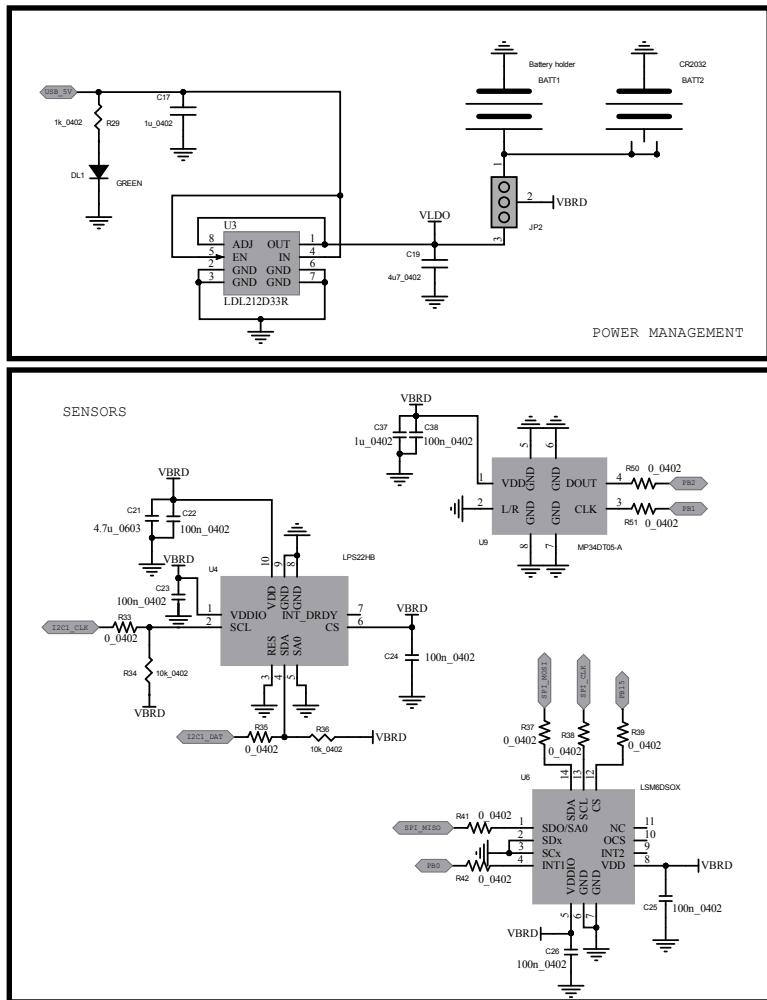 Battery holder
BATT1
CR2032
BATT2
USB_5V
C17
1u_0402
1k_0402
R29
DL1
GREEN
1
2
VBRD
JP2
3
VLDO
C19
4u7_0402
U3
8 ADJ OUT 1
5 EN IN 4
2 GND GND 6
3 GND GND 7
LDL212D33R
POWER MANAGEMENT
SENSORS
VBRD
C37
1u_0402
C38
100n_0402
5 6
GND GND
1 VDD DOUT 4
2 L/R CLK 3
GND GND
8 7
U9
MP34DT05-A
R50 0_0402
PB2
R51
0_0402
PB1
VBRD
C21
4.7u_0603
C22
100n_0402
VBRD
C23
100n_0402
U4
LPS22HB
10 9 8
VDD GND GND
1 VDDIO INT_DRDY 7
2 SCL CS 6
RES SDA SA0
3 4 5
I2C1_CLK
R33
0_0402
R34
10k_0402
VBRD
VBRD
C24
100n_0402
I2C1_DAT
R35
0_0402
R36
10k_0402
VBRD
SPI_MOSI
SPI_CLK
PB15
R37
0_0402
R38
0_0402
R39
0_0402
U6
LSM6DSOX
14 13 12
SDA SCL CS
1 SDO/SA0 NC 11
2 SDx OCS 10
3 SCx INT2 9
4 INT1 VDD 8
VDDIO GND GND
5 6 7
SPI_MISO
R41 0_0402
PB0
R42
0_0402
VBRD
C25
100n_0402
VBRD
C26
100n_0402